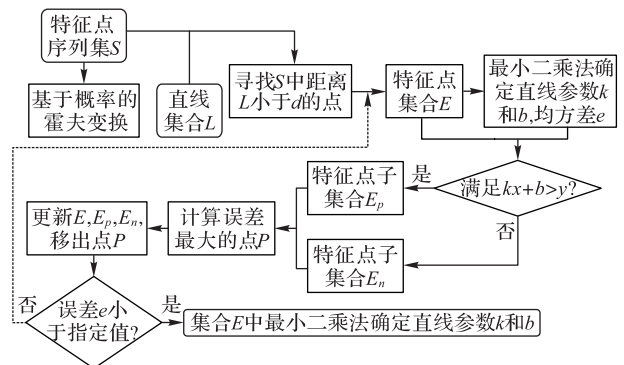 特征点
序列集S
基于概率的
霍夫变换
直线
集合L
寻找S中距离
L小于d的点
特征点
集合E
最小二乘法确
定直线参数k
和b,均方差e
满足kx+b>y?
是
否
特征点子
集合Ep
特征点子
集合En
计算误差
最大的点P
更新E,Ep,En,
移出点P
误差e小
于指定值?
否
是
集合E中最小二乘法确定直线参数k和b